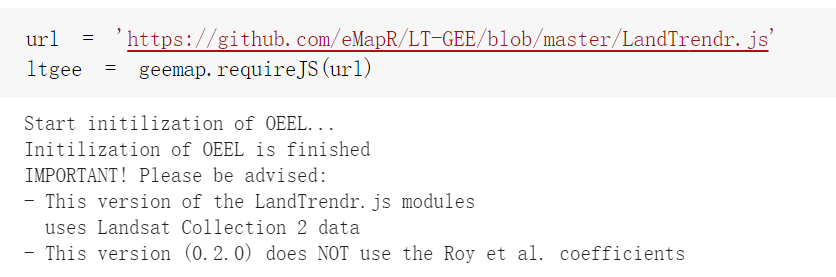 url = 'https://github.com/eMapR/LT-GEE/blob/master/LandTrendr.js'
ltgee = geemap.requireJS(url)
Start initilization of OEEL...
Initilization of OEEL is finished
IMPORTANT! Please be advised:
- This version of the LandTrendr.js modules
  uses Landsat Collection 2 data
- This version (0.2.0) does NOT use the Roy et al. coefficients